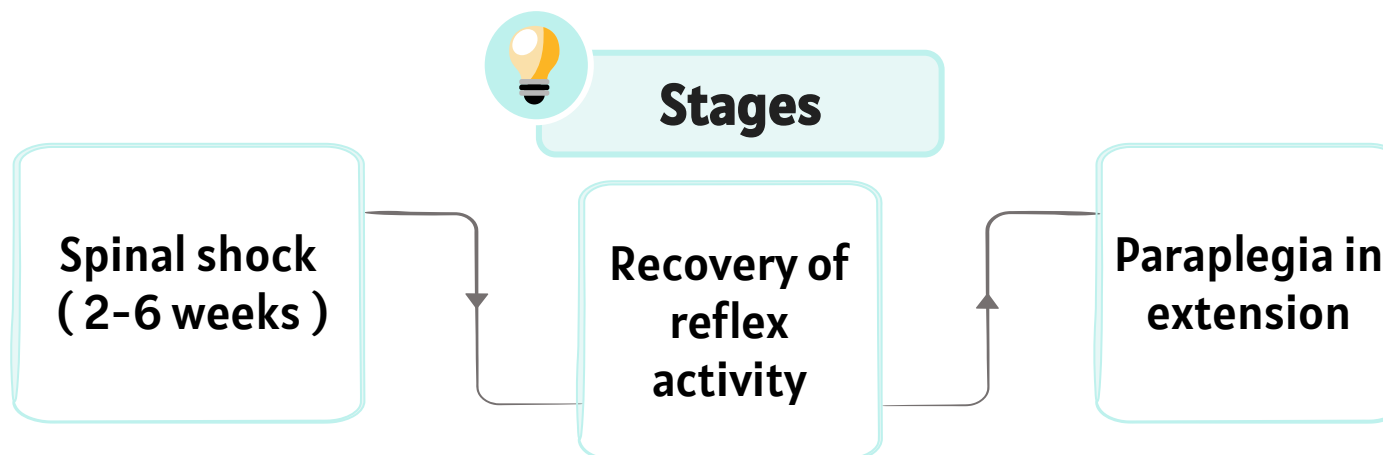 Stages
Spinal shock
( 2-6 weeks )
Recovery of
reflex
activity
Paraplegia in
extension